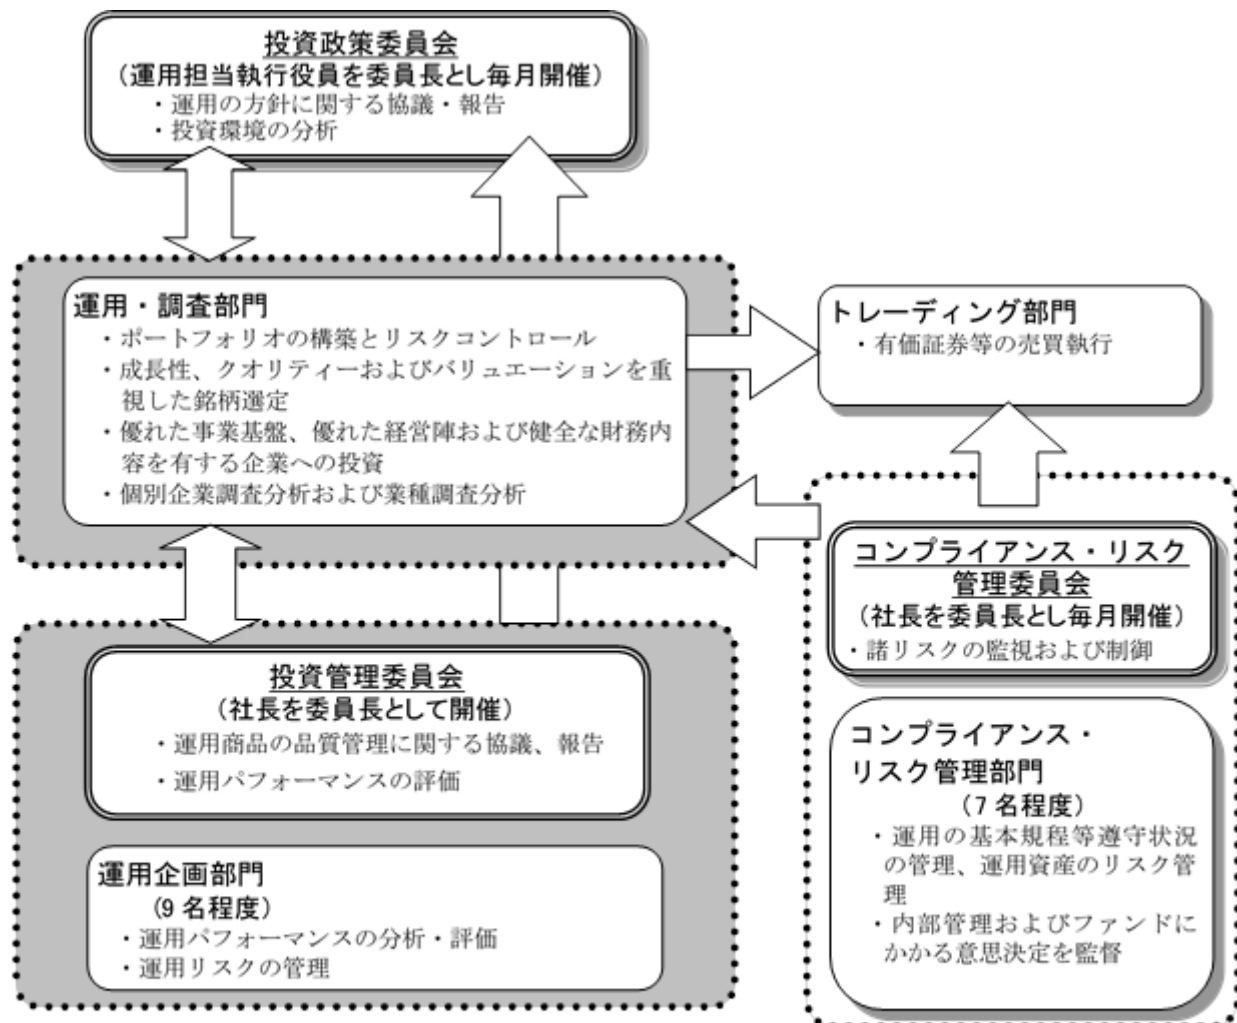 投資政策委員会
(運用担当執行役員を委員長とし毎月開催)
・運用の方針に関する協議・報告
・投資環境の分析
運用・調査部門
・ポートフォリオの構築とリスクコントロール
・成長性、クオリティーおよびバリュエーションを重
視した銘柄選定
・優れた事業基盤、優れた経営陣および健全な財務内
容を有する企業への投資
・個別企業調査分析および業種調査分析
トレーディング部門
・有価証券等の売買執行
コンプライアンス・リスク
管理委員会
(社長を委員長とし毎月開催)
・諸リスクの監視および制御
投資管理委員会
(社長を委員長として開催)
・運用商品の品質管理に関する協議、報告
・運用パフォーマンスの評価
コンプライアンス・
リスク管理部門
(7名程度)
・運用の基本規程等遵守状況
の管理、運用資産のリスク管
理
・内部管理およびファンドに
かかる意思決定を監督
運用企画部門
(9名程度)
・運用パフォーマンスの分析・評価
・運用リスクの管理